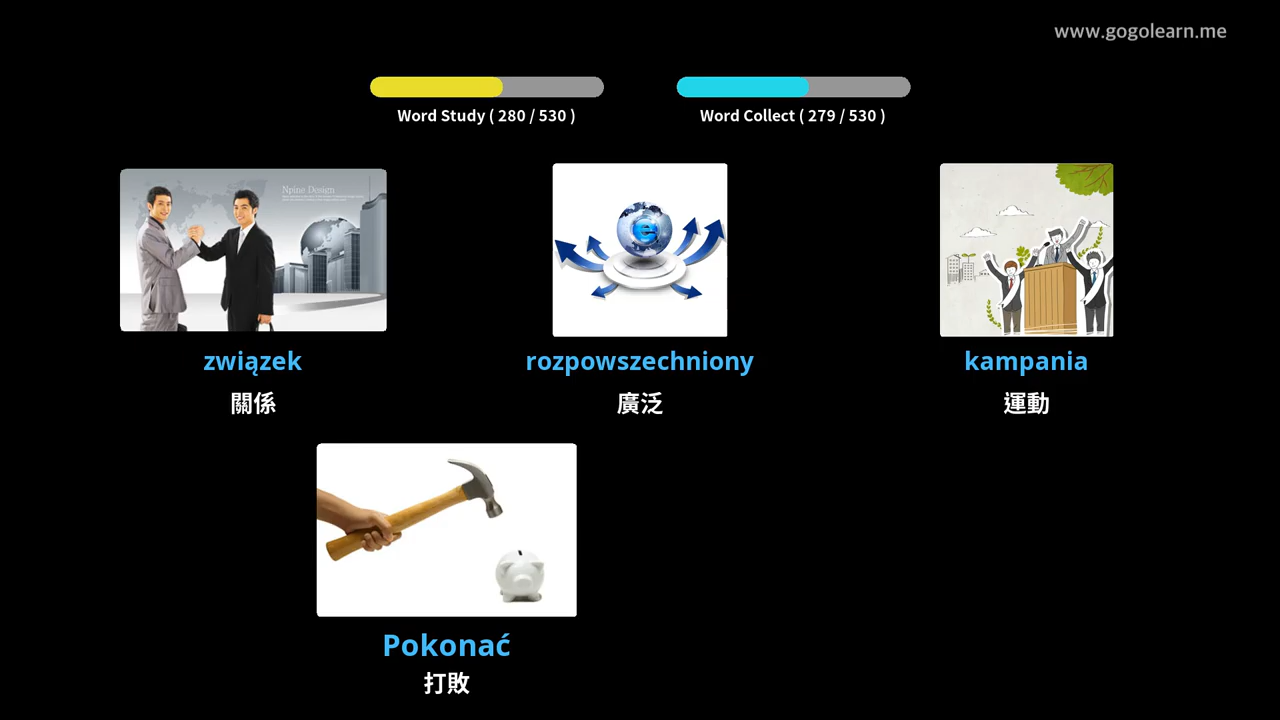 www.gogolearn.me
Word Study ( 280 / 530 )
Word Collect ( 279 / 530 )
Npine Design
e
związek
rozpowszechniony
kampania
關係
廣泛
運動
Pokonać
打敗